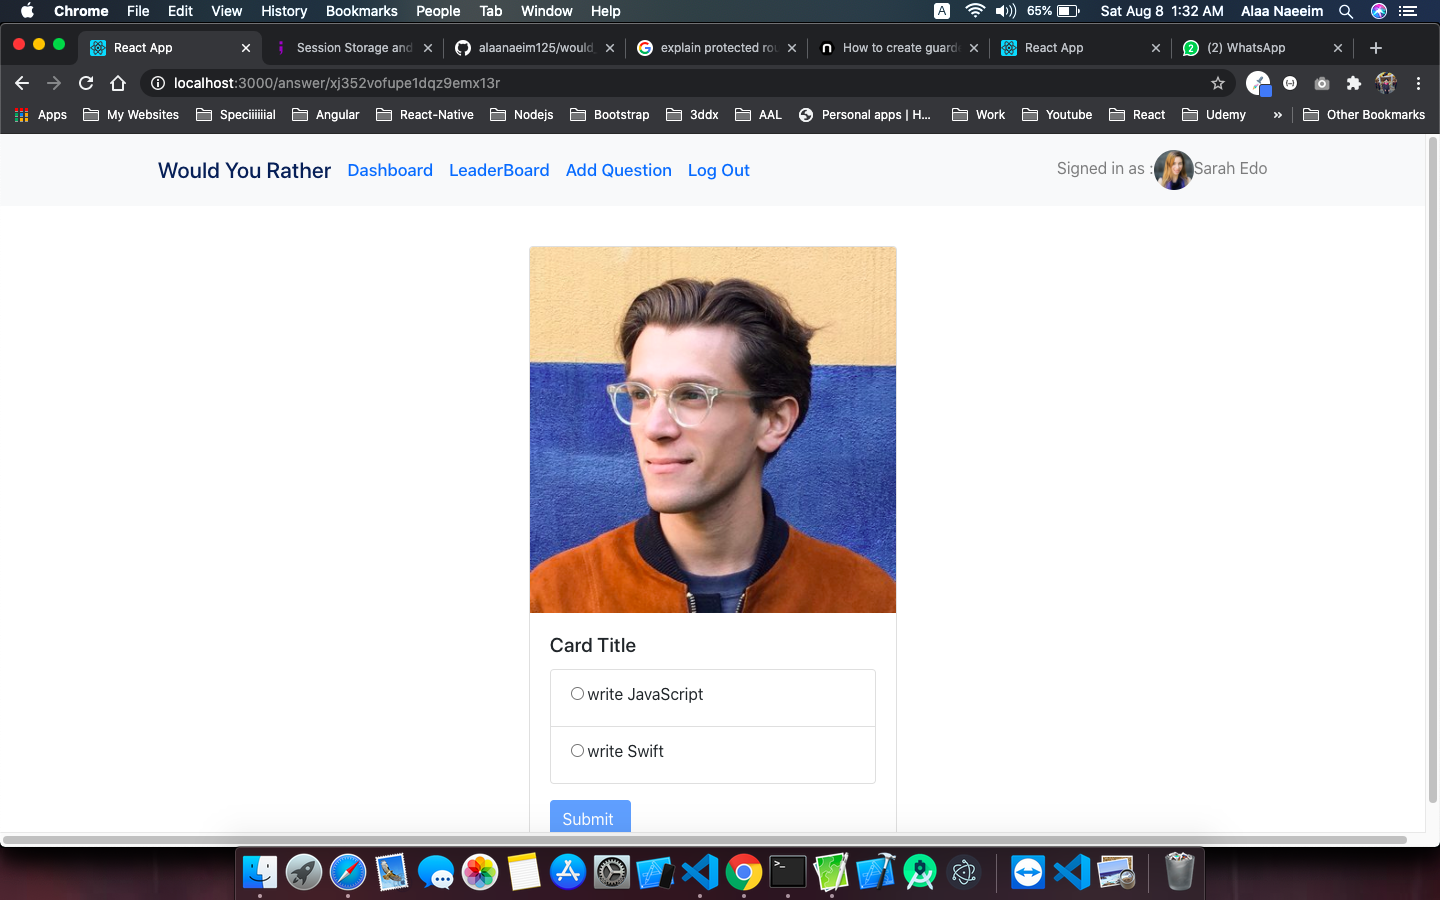 Chrome File Edit View History Bookmarks People Tab Window Help A 65% Sat Aug 8 1:32 AM Alaa Naeeim
React App Session Storage and alaanaeim125/would_ explain protected rou How to create guard React App 2 (2) WhatsApp
localhost:3000/answer/xj352vofupe1dqz9emx13r
Apps My Websites Speciiiiiial Angular React-Native Nodejs Bootstrap 3ddx AAL Personal apps | H... Work Youtube React Udemy » Other Bookmarks
Would You Rather Dashboard LeaderBoard Add Question Log Out Signed in as : Sarah Edo
Card Title
write JavaScript
write Swift
Submit